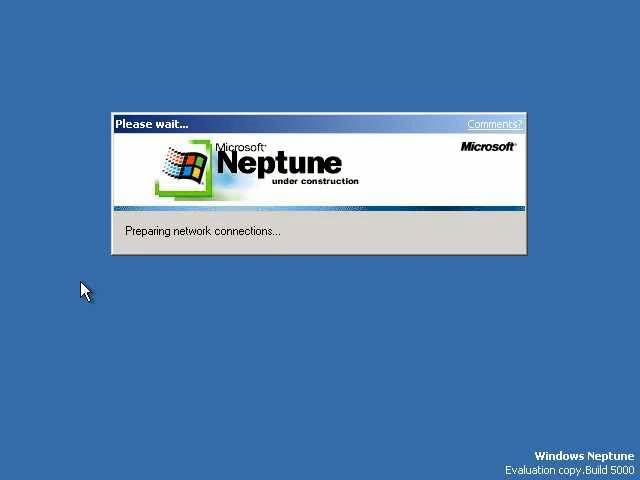 Please wait... Comments?
Microsoft
Neptune
under construction
Microsoft
Preparing network connections...
Windows Neptune
Evaluation copy.Build 5000